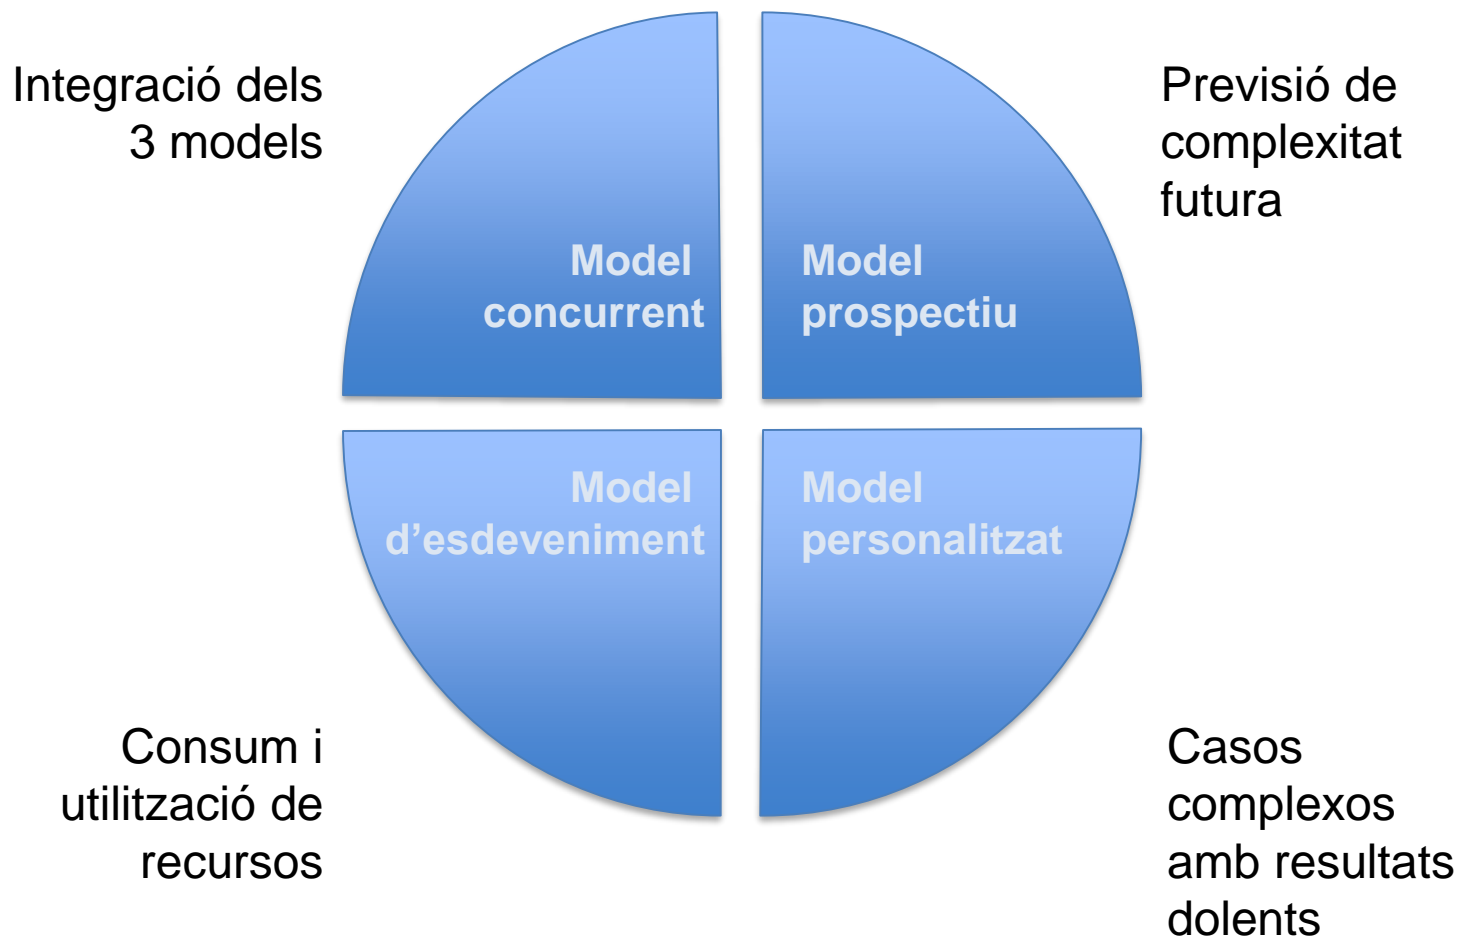 Integració dels
3 models
Previsió de
complexitat
futura
Model
concurrent
Model
prospectiu
Model
d’esdeveniment
Model
personalitzat
Consum i
utilització de
recursos
Casos
complexos
amb resultats
dolents